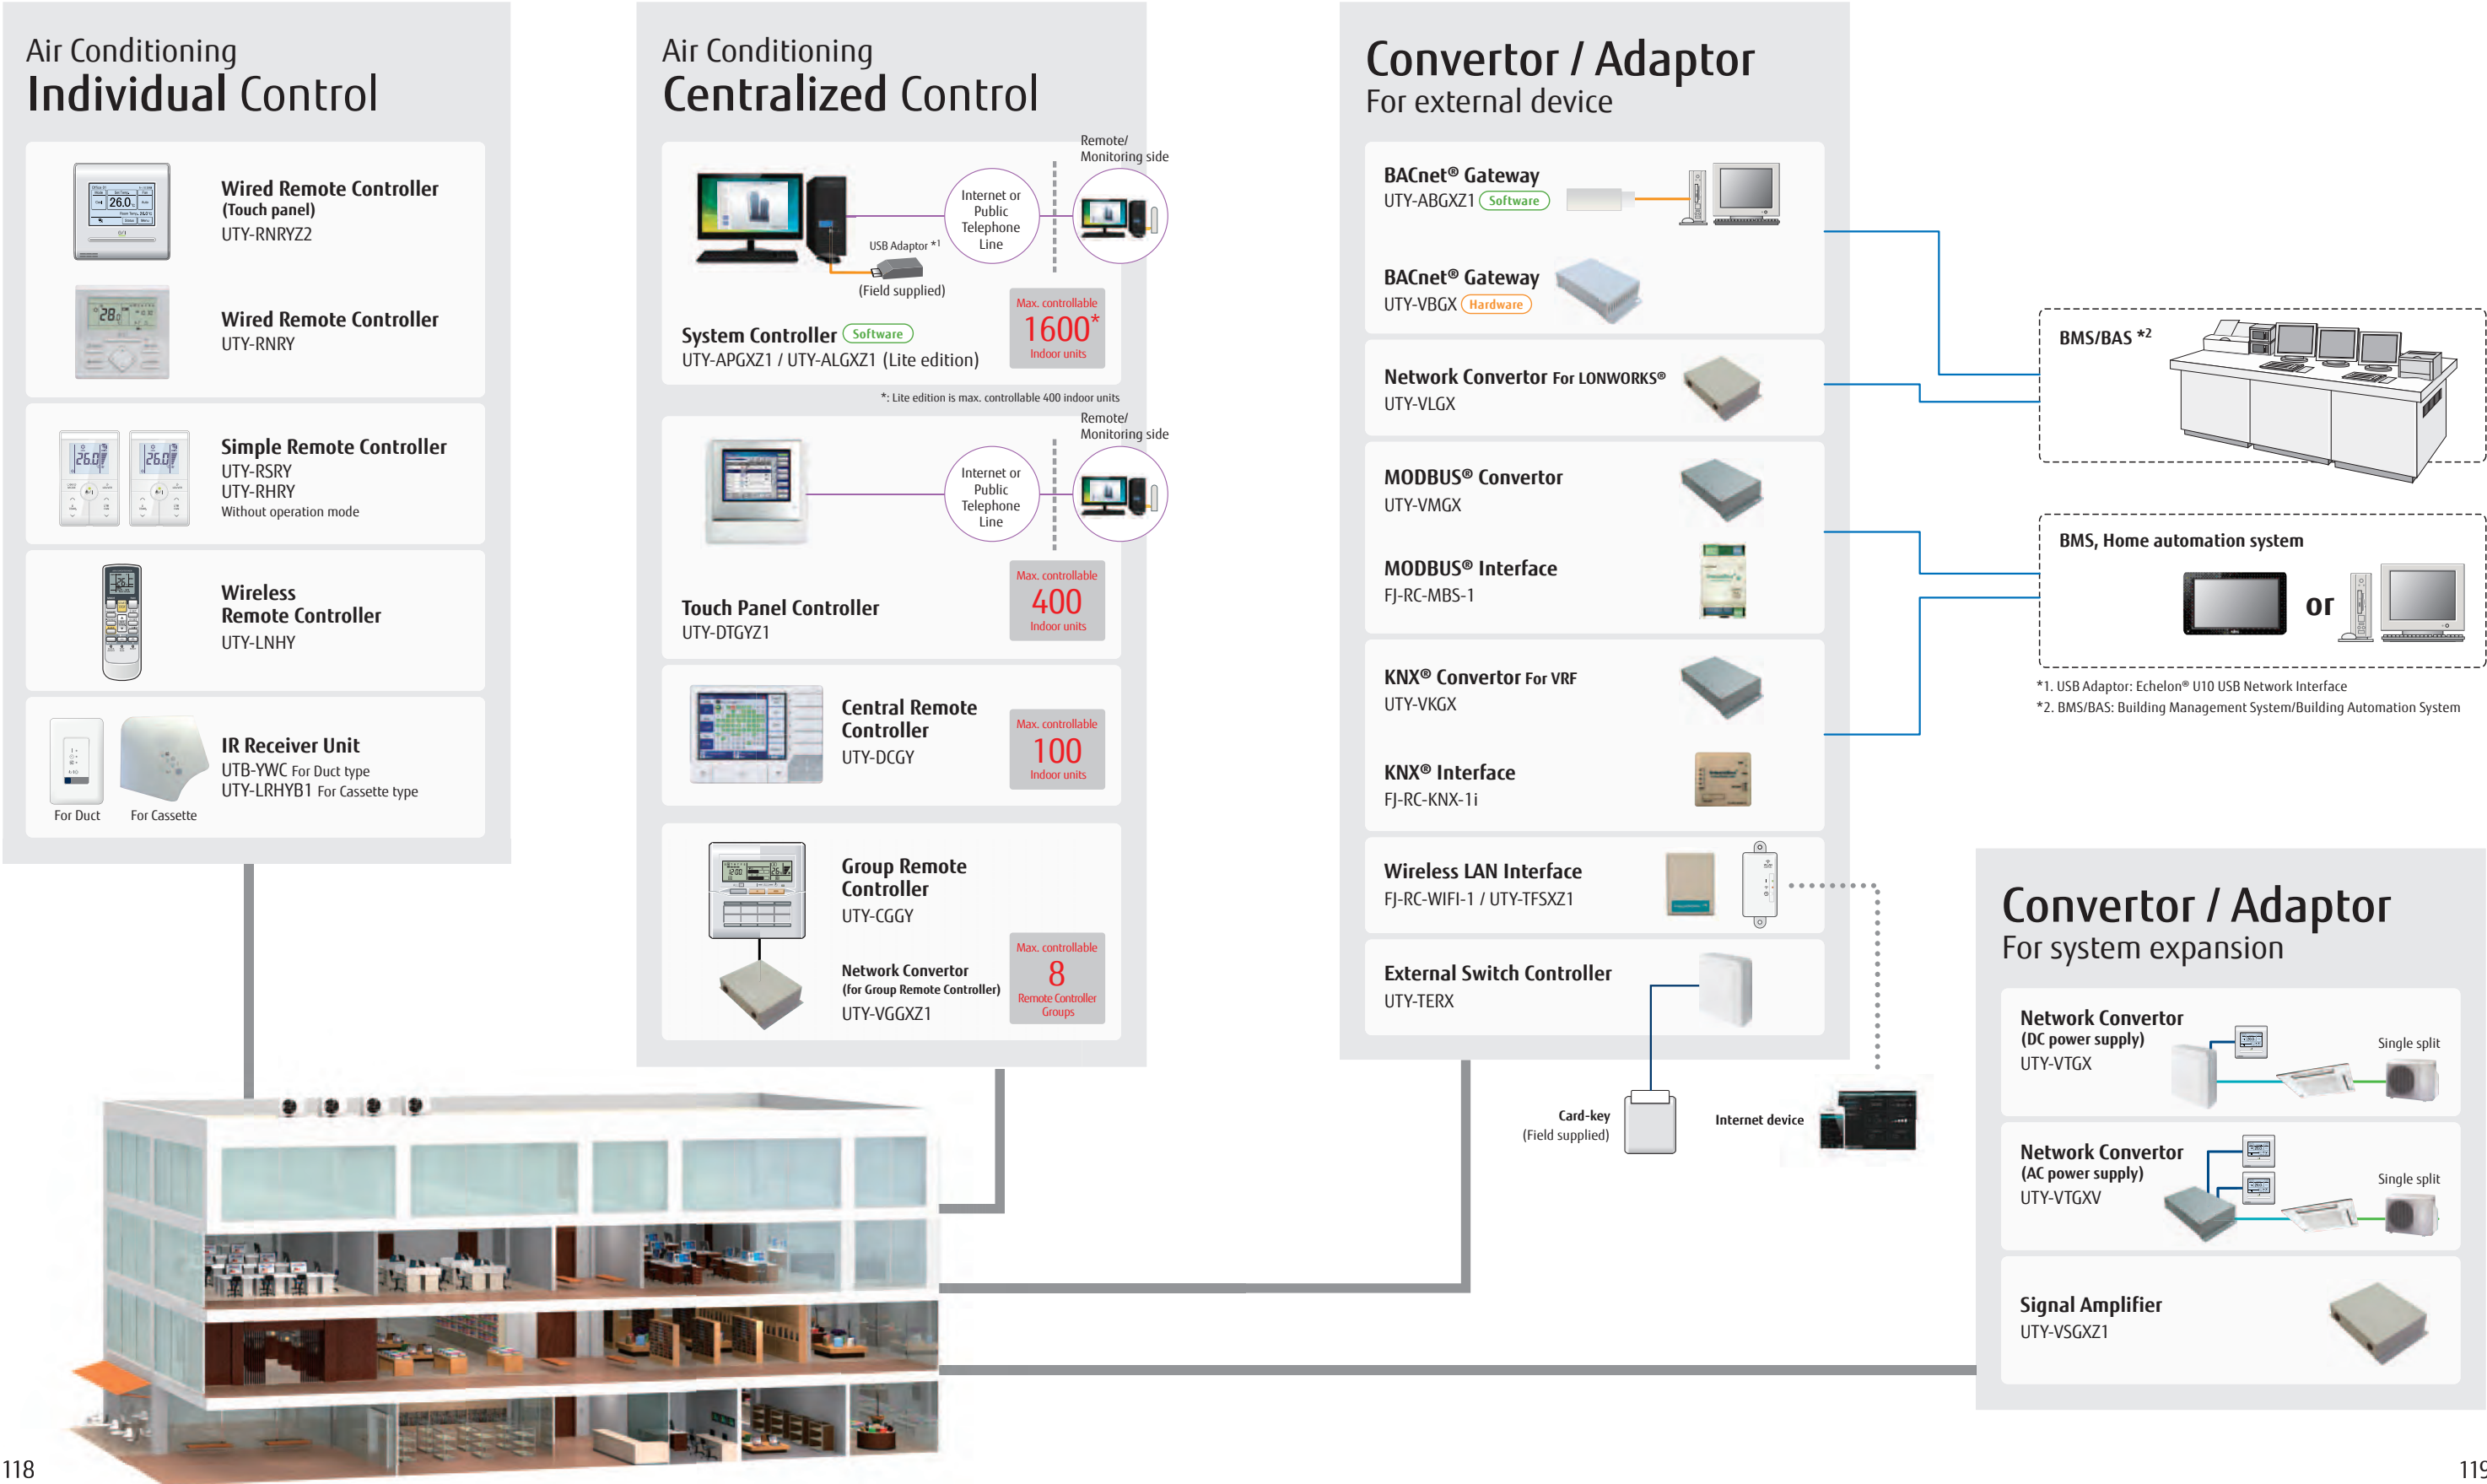 Air Conditioning
Individual Control
26.0
Wired Remote Controller
(Touch panel)
UTY-RNRYZ2
28.0
Wired Remote Controller
UTY-RNRY
26.0
26.0
Simple Remote Controller
UTY-RSRY
UTY-RHRY
Without operation mode
Wireless
Remote Controller
UTY-LNHY
IR Receiver Unit
UTB-YWC For Duct type
UTY-LRHYB1 For Cassette type
For Duct
For Cassette
Air Conditioning
Centralized Control
Remote/
Monitoring side
Internet or
Public
Telephone
Line
USB Adaptor *1
(Field supplied)
System Controller Software
UTY-APGXZ1 / UTY-ALGXZ1 (Lite edition)
Max. controllable
1600*
Indoor units
*: Lite edition is max. controllable 400 indoor units
Remote/
Monitoring side
Internet or
Public
Telephone
Line
Touch Panel Controller
UTY-DTGYZ1
Max. controllable
400
Indoor units
Central Remote
Controller
UTY-DCGY
Max. controllable
100
Indoor units
Group Remote
Controller
UTY-CGGY
Network Convertor
(for Group Remote Controller)
UTY-VGGXZ1
Max. controllable
8
Remote Controller
Groups
Convertor / Adaptor
For external device
BACnet® Gateway
UTY-ABGXZ1 Software
BACnet® Gateway
UTY-VBGX Hardware
Network Convertor For LONWORKS®
UTY-VLGX
MODBUS® Convertor
UTY-VMGX
MODBUS® Interface
FJ-RC-MBS-1
KNX® Convertor For VRF
UTY-VKGX
KNX® Interface
FJ-RC-KNX-1i
Wireless LAN Interface
FJ-RC-WIFI-1 / UTY-TFSXZ1
External Switch Controller
UTY-TERX
Card-key
(Field supplied)
Internet device
BMS/BAS *2
BMS, Home automation system
or
*1. USB Adaptor: Echelon® U10 USB Network Interface
*2. BMS/BAS: Building Management System/Building Automation System
Convertor / Adaptor
For system expansion
Network Convertor
(DC power supply)
UTY-VTGX
Single split
Network Convertor
(AC power supply)
UTY-VTGXV
Single split
Signal Amplifier
UTY-VSGXZ1
118
119